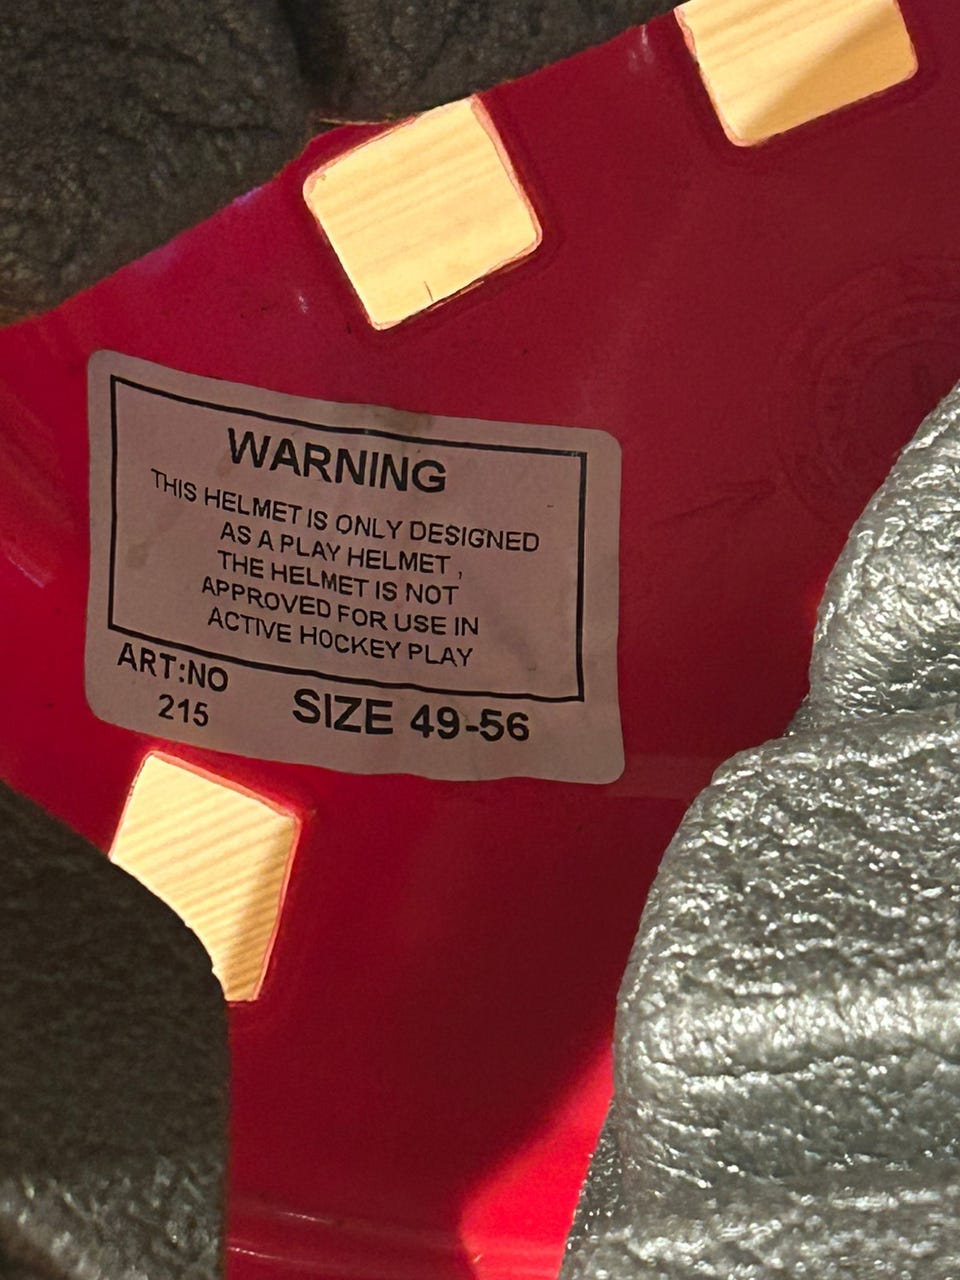 WARNING
THIS HELMET IS ONLY DESIGNED
AS A PLAY HELMET ,
THE HELMET IS NOT
APPROVED FOR USE IN
ACTIVE HOCKEY PLAY
ART:NO
215
SIZE 49-56